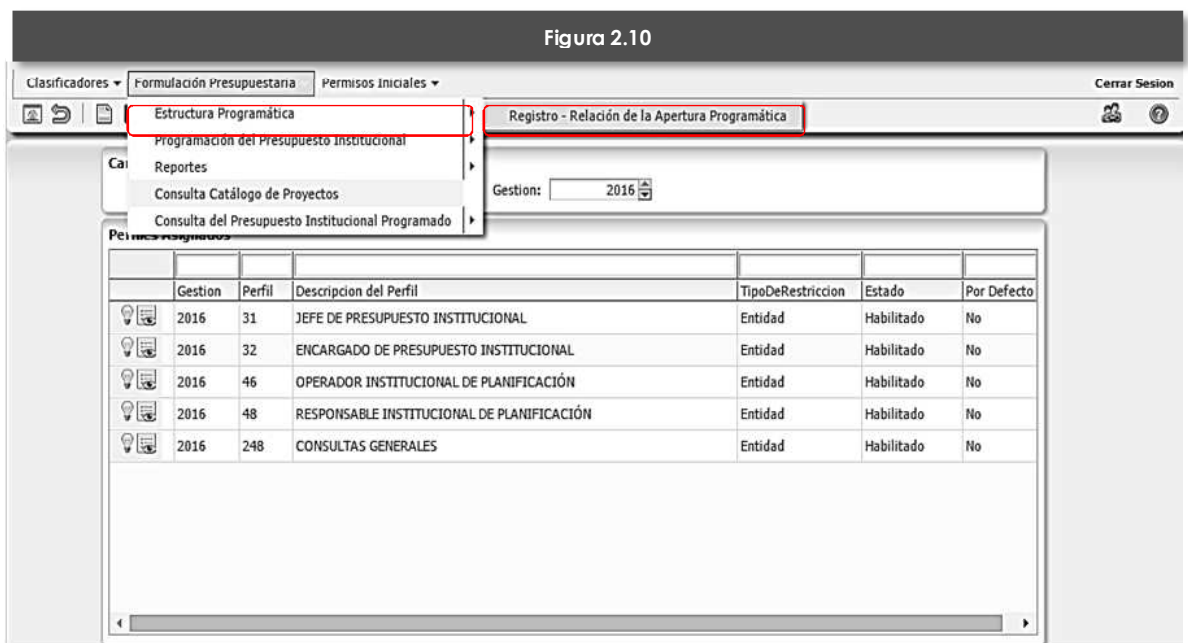 Figura 2.10
Clasificadores Formulación Presupuestaria Permisos Iniciales Cerrar Sesion
Estructura Programática Registro - Relación de la Apertura Programática
Programación del Presupuesto Institucional
Reportes
Gestion: 2016
Consulta Catálogo de Proyectos
Consulta del Presupuesto Institucional Programado
Perfiles Asignados
Gestion Perfil Descripcion del Perfil TipoDeRestriccion Estado Por Defecto
2016 31 JEFE DE PRESUPUESTO INSTITUCIONAL Entidad Habilitado No
2016 32 ENCARGADO DE PRESUPUESTO INSTITUCIONAL Entidad Habilitado No
2016 46 OPERADOR INSTITUCIONAL DE PLANIFICACIÓN Entidad Habilitado No
2016 48 RESPONSABLE INSTITUCIONAL DE PLANIFICACIÓN Entidad Habilitado No
2016 248 CONSULTAS GENERALES Entidad Habilitado No